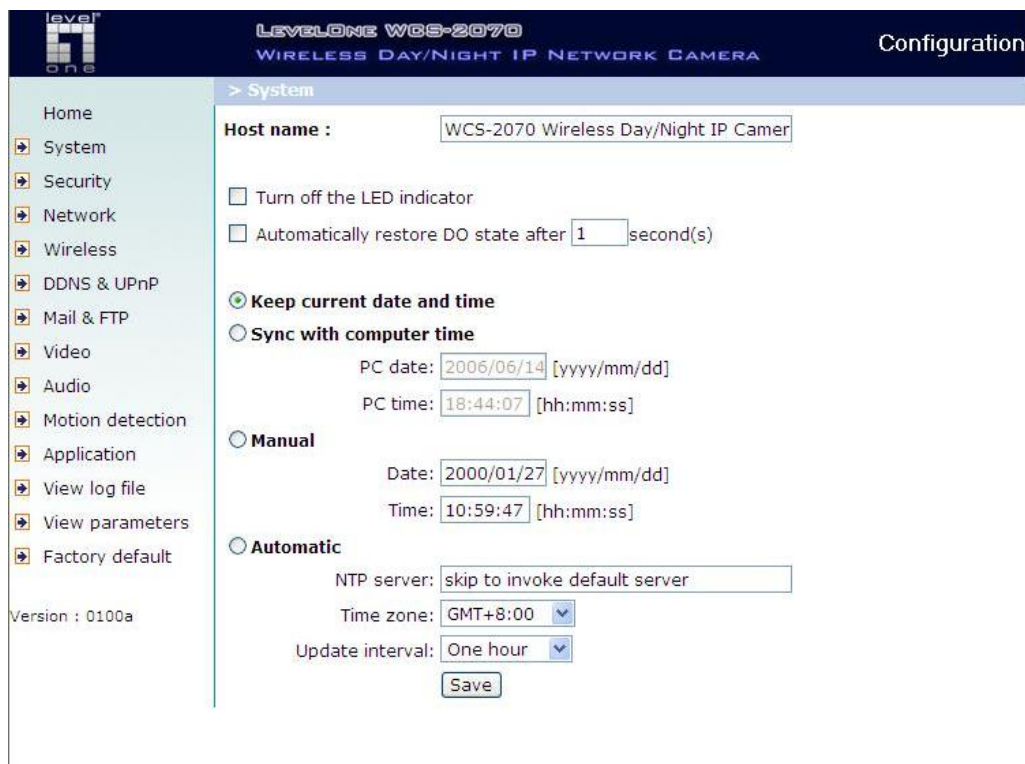 level
one
LevelOne WCS-2070
Wireless Day/Night IP Network Camera
Configuration
> System
Home
System
Security
Network
Wireless
DDNS & UPnP
Mail & FTP
Video
Audio
Motion detection
Application
View log file
View parameters
Factory default
Version : 0100a
Host name : WCS-2070 Wireless Day/Night IP Camer
Turn off the LED indicator
Automatically restore DO state after 1 second(s)
Keep current date and time
Sync with computer time
PC date: 2006/06/14 [yyyy/mm/dd]
PC time: 18:44:07 [hh:mm:ss]
Manual
Date: 2000/01/27 [yyyy/mm/dd]
Time: 10:59:47 [hh:mm:ss]
Automatic
NTP server: skip to invoke default server
Time zone: GMT+8:00
Update interval: One hour
Save